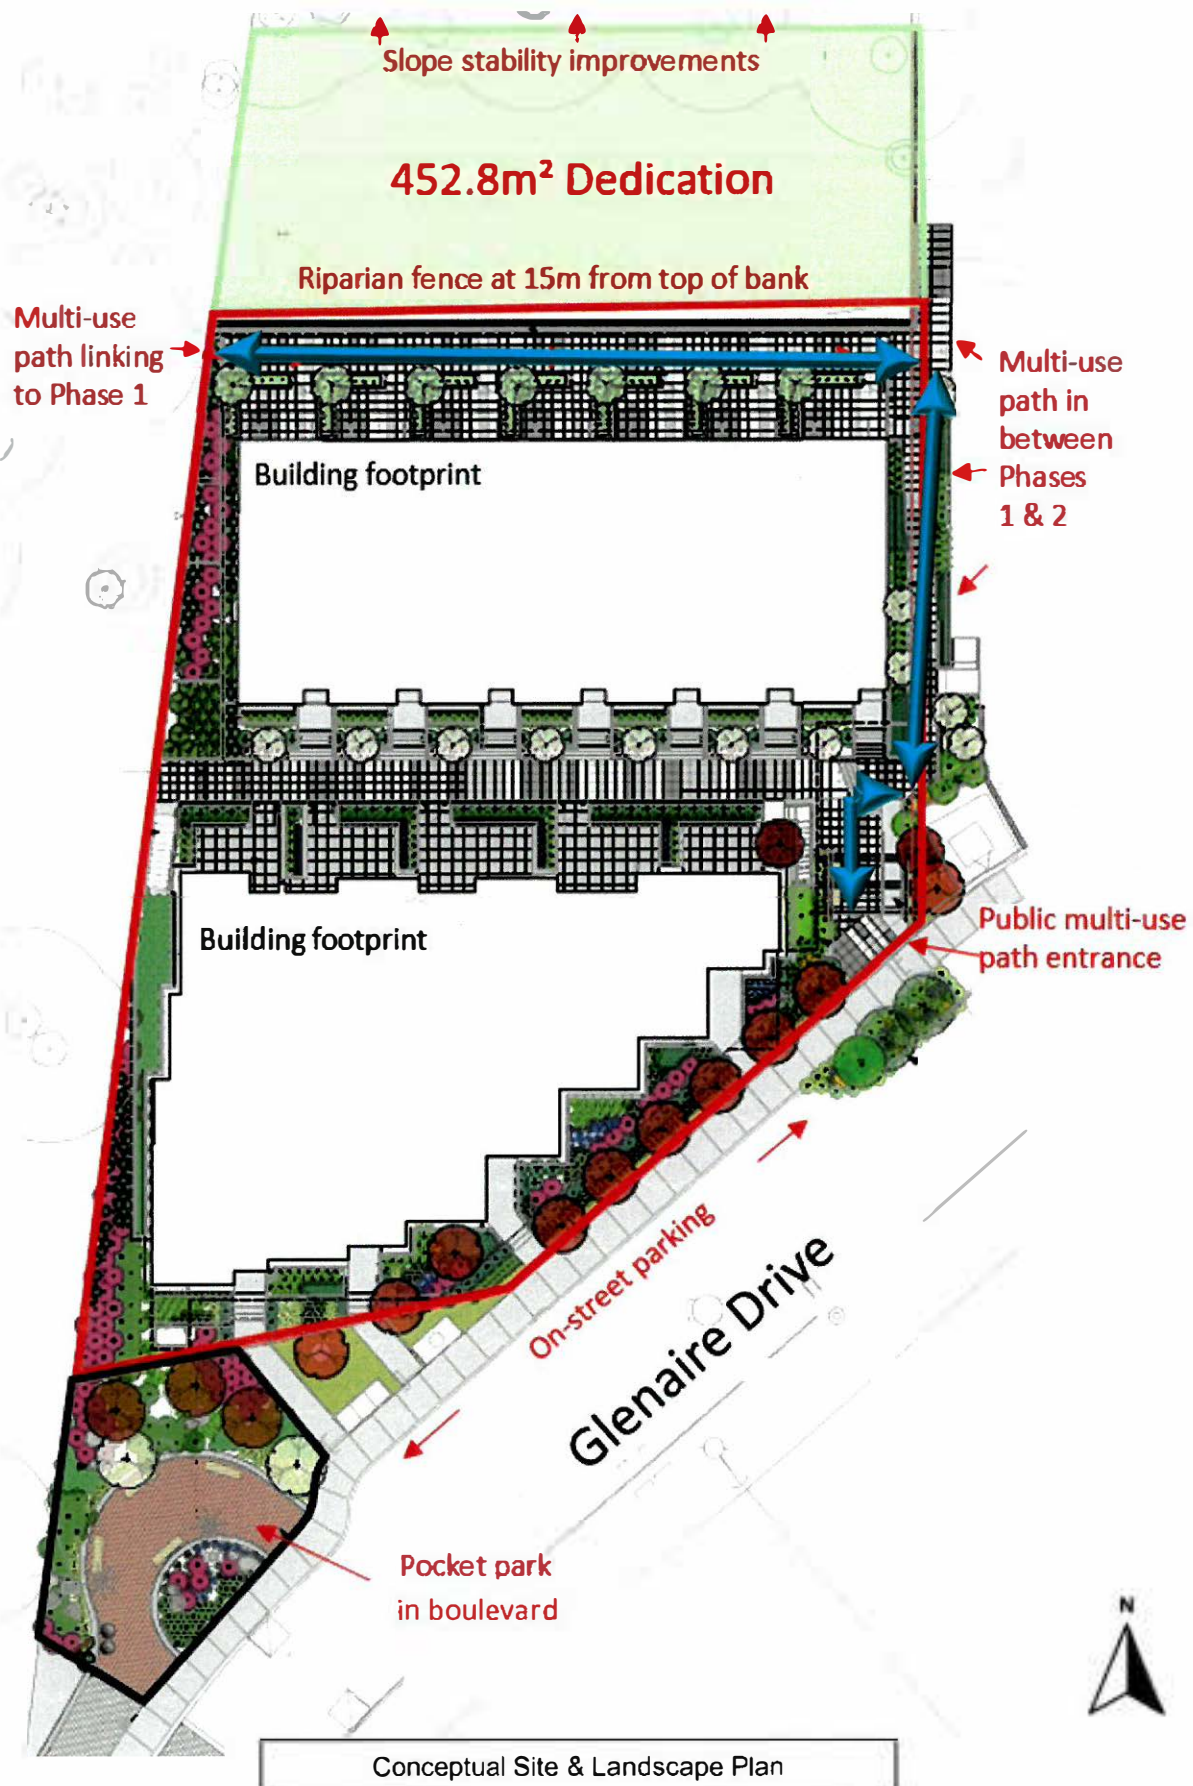 Slope stability improvements
452.8m² Dedication
Riparian fence at 15m from top of bank
Multi-use
path linking
to Phase 1
Multi-use
path in
between
Phases
1 & 2
Building footprint
Building footprint
Public multi-use
path entrance
On-street parking
Glenaire Drive
Pocket park
in boulevard
N
Conceptual Site & Landscape Plan